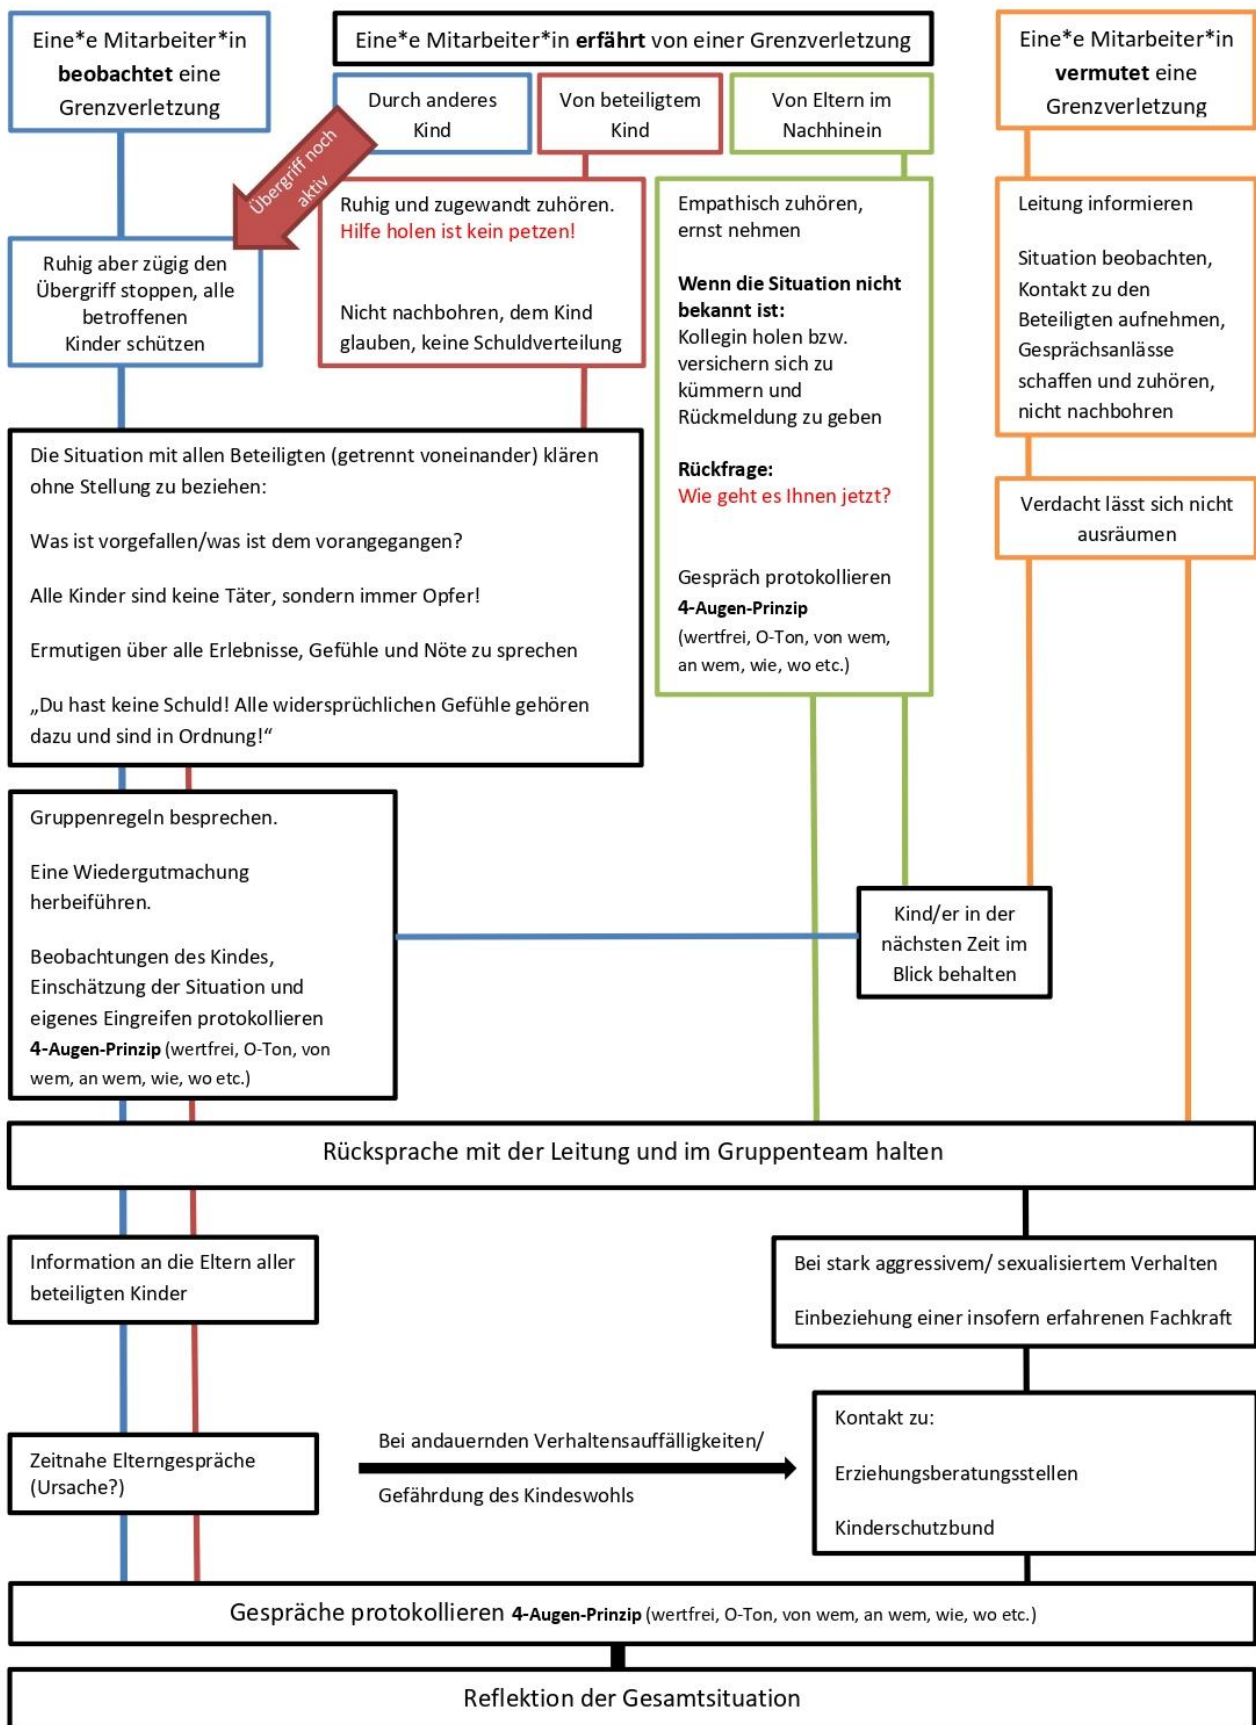 Eine*e Mitarbeiter*in
beobachtet eine
Grenzverletzung
Eine*e Mitarbeiter*in erfährt von einer Grenzverletzung
Eine*e Mitarbeiter*in
vermutet eine
Grenzverletzung
Durch anderes
Kind
Von beteiligtem
Kind
Von Eltern im
Nachhinein
Übergriff noch
aktiv
Ruhig aber zügig den
Übergriff stoppen, alle
betroffenen
Kinder schützen
Ruhig und zugewandt zuhören.
Hilfe holen ist kein petzen!
Nicht nachbohren, dem Kind
glauben, keine Schuldverteilung
Empathisch zuhören,
ernst nehmen
Wenn die Situation nicht
bekannt ist:
Kollegin holen bzw.
versichern sich zu
kümmern und
Rückmeldung zu geben
Rückfrage:
Wie geht es Ihnen jetzt?
Gespräch protokollieren
4-Augen-Prinzip
(wertfrei, O-Ton, von wem,
an wem, wie, wo etc.)
Leitung informieren
Situation beobachten,
Kontakt zu den
Beteiligten aufnehmen,
Gesprächsanlässe
schaffen und zuhören,
nicht nachbohren
Verdacht lässt sich nicht
ausräumen
Die Situation mit allen Beteiligten (getrennt voneinander) klären
ohne Stellung zu beziehen:
Was ist vorgefallen/was ist dem vorangegangen?
Alle Kinder sind keine Täter, sondern immer Opfer!
Ermutigen über alle Erlebnisse, Gefühle und Nöte zu sprechen
„Du hast keine Schuld! Alle widersprüchlichen Gefühle gehören
dazu und sind in Ordnung!“
Gruppenregeln besprechen.
Eine Wiedergutmachung
herbeiführen.
Beobachtungen des Kindes,
Einschätzung der Situation und
eigenes Eingreifen protokollieren
4-Augen-Prinzip (wertfrei, O-Ton, von
wem, an wem, wie, wo etc.)
Kind/er in der
nächsten Zeit im
Blick behalten
Rücksprache mit der Leitung und im Gruppenteam halten
Information an die Eltern aller
beteiligten Kinder
Bei stark aggressivem/ sexualisiertem Verhalten
Einbeziehung einer insofern erfahrenen Fachkraft
Zeitnahe Elterngespräche
(Ursache?)
Bei andauernden Verhaltensauffälligkeiten/
Gefährdung des Kindeswohls
Kontakt zu:
Erziehungsberatungsstellen
Kinderschutzbund
Gespräche protokollieren 4-Augen-Prinzip (wertfrei, O-Ton, von wem, an wem, wie, wo etc.)
Reflektion der Gesamtsituation